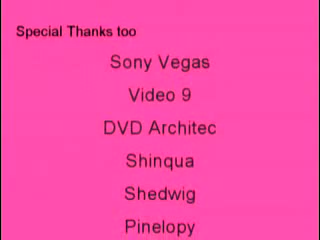 Special Thanks too
Sony Vegas
Video 9
DVD Architec
Shinqua
Shedwig
Pinelopy